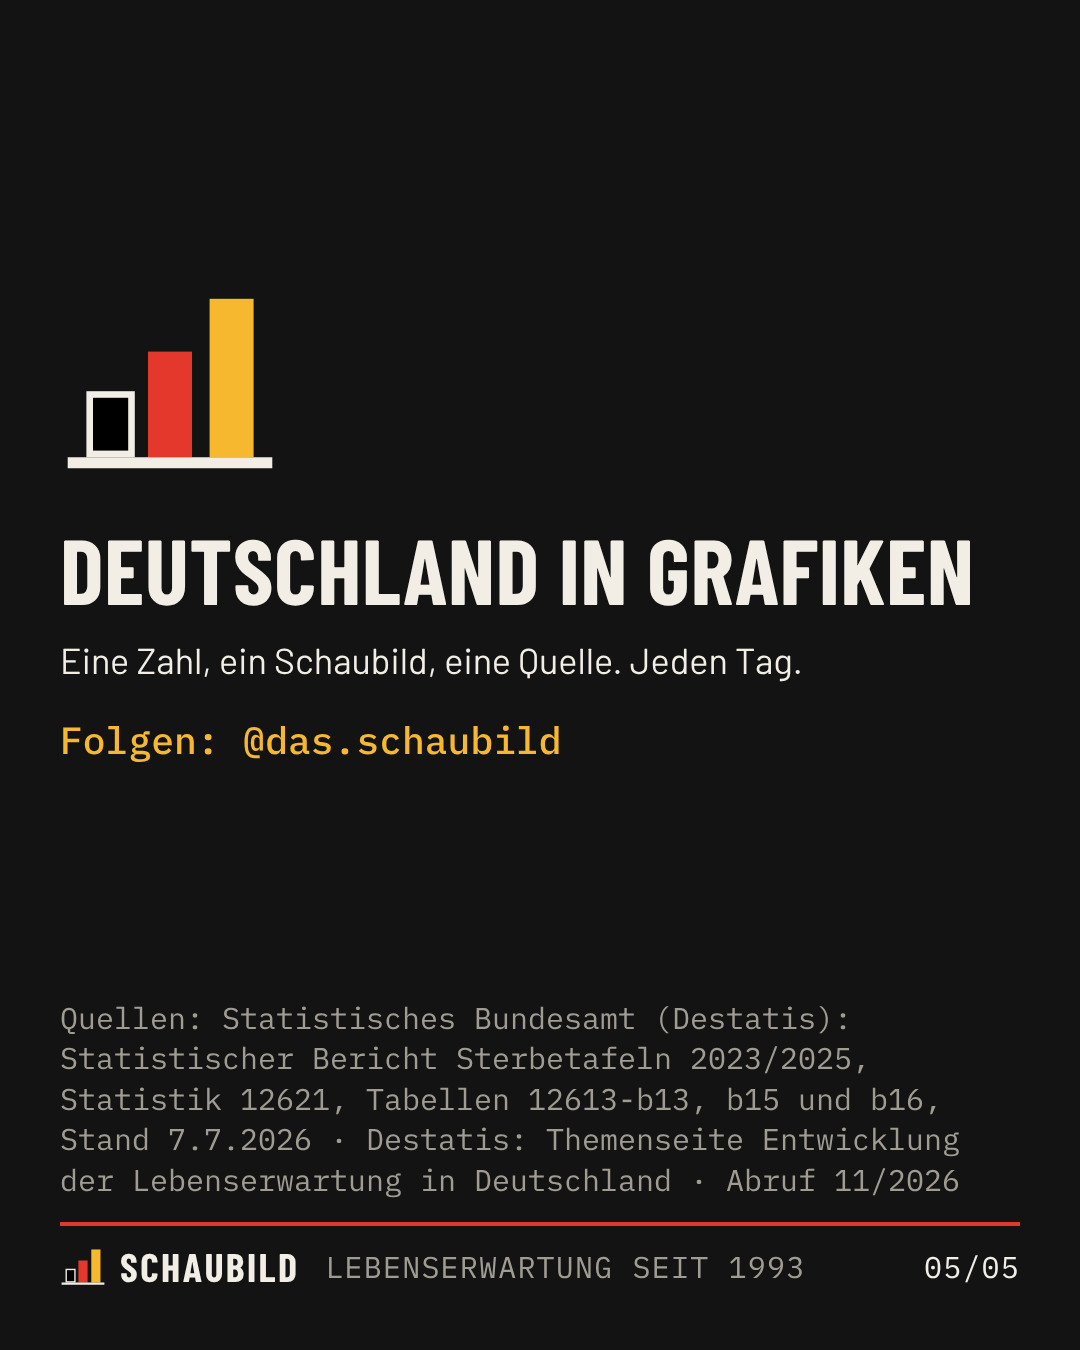 DEUTSCHLAND IN GRAFIKEN
Eine Zahl, ein Schaubild, eine Quelle. Jeden Tag.
Folgen: @das.schaubild
Quellen: Statistisches Bundesamt (Destatis):
Statistischer Bericht Sterbetafeln 2023/2025,
Statistik 12621, Tabellen 12613-b13, b15 und b16,
Stand 7.7.2026 · Destatis: Themenseite Entwicklung
der Lebenserwartung in Deutschland · Abruf 11/2026
SCHAUBILD LEBENSERWARTUNG SEIT 1993 05/05